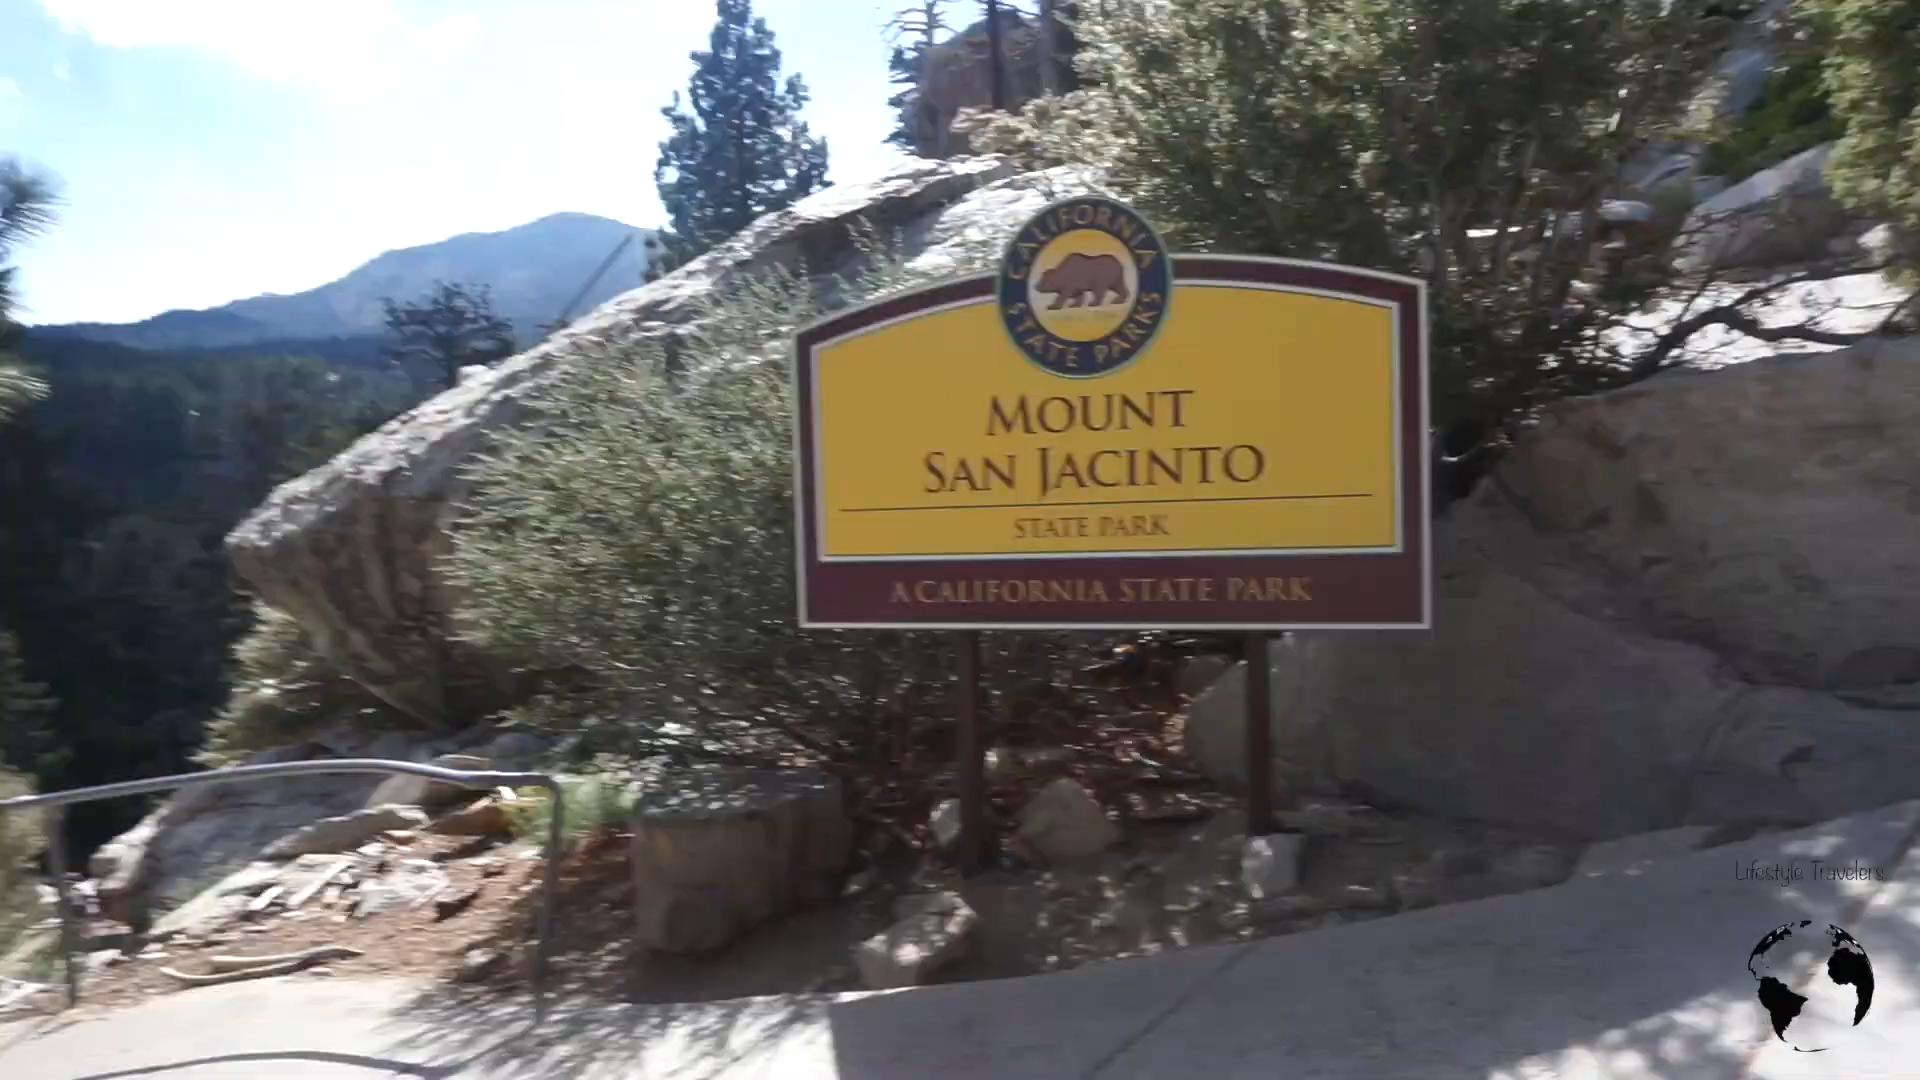 CALIFORNIA
STATE PARKS
MOUNT
SAN JACINTO
STATE PARK
A CALIFORNIA STATE PARK
Lifestyle Travelers